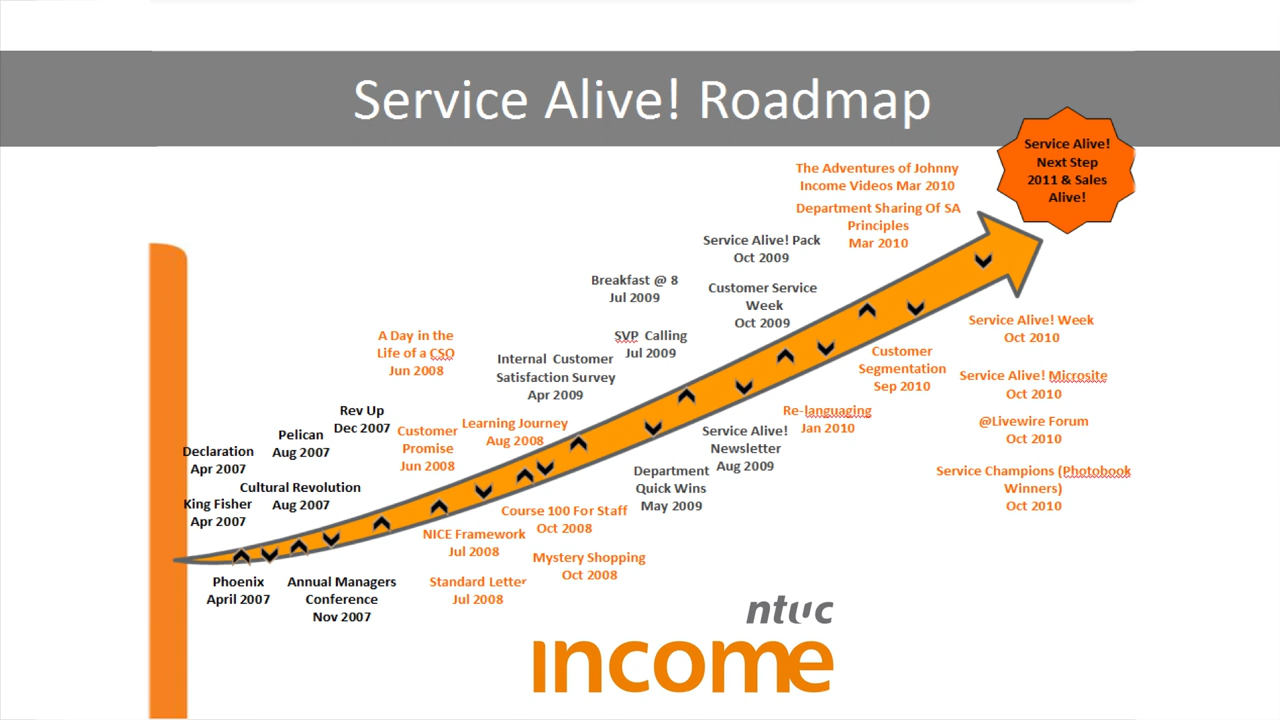 Service Alive! Roadmap
Service Alive!
Next Step
2011 & Sales
Alive!
The Adventures of Johnny
Income Videos Mar 2010
Department Sharing Of SA
Principles
Mar 2010
Service Alive! Pack
Oct 2009
Breakfast @ 8
Jul 2009
Customer Service
Week
Oct 2009
A Day in the
Life of a CSO
Jun 2008
SVP Calling
Jul 2009
Internal Customer
Satisfaction Survey
Apr 2009
Rev Up
Dec 2007
Pelican
Aug 2007
Declaration
Apr 2007
Customer
Promise
Jun 2008
Learning Journey
Aug 2008
Cultural Revolution
Aug 2007
King Fisher
Apr 2007
Phoenix
April 2007
Annual Managers
Conference
Nov 2007
NICE Framework
Jul 2008
Standard Letter
Jul 2008
Course 100 For Staff
Oct 2008
Mystery Shopping
Oct 2008
Department
Quick Wins
May 2009
Service Alive!
Newsletter
Aug 2009
Re-languaging
Jan 2010
Customer
Segmentation
Sep 2010
Service Alive! Week
Oct 2010
Service Alive! Microsite
Oct 2010
@Livewire Forum
Oct 2010
Service Champions (Photobook
Winners)
Oct 2010
ntuc
income